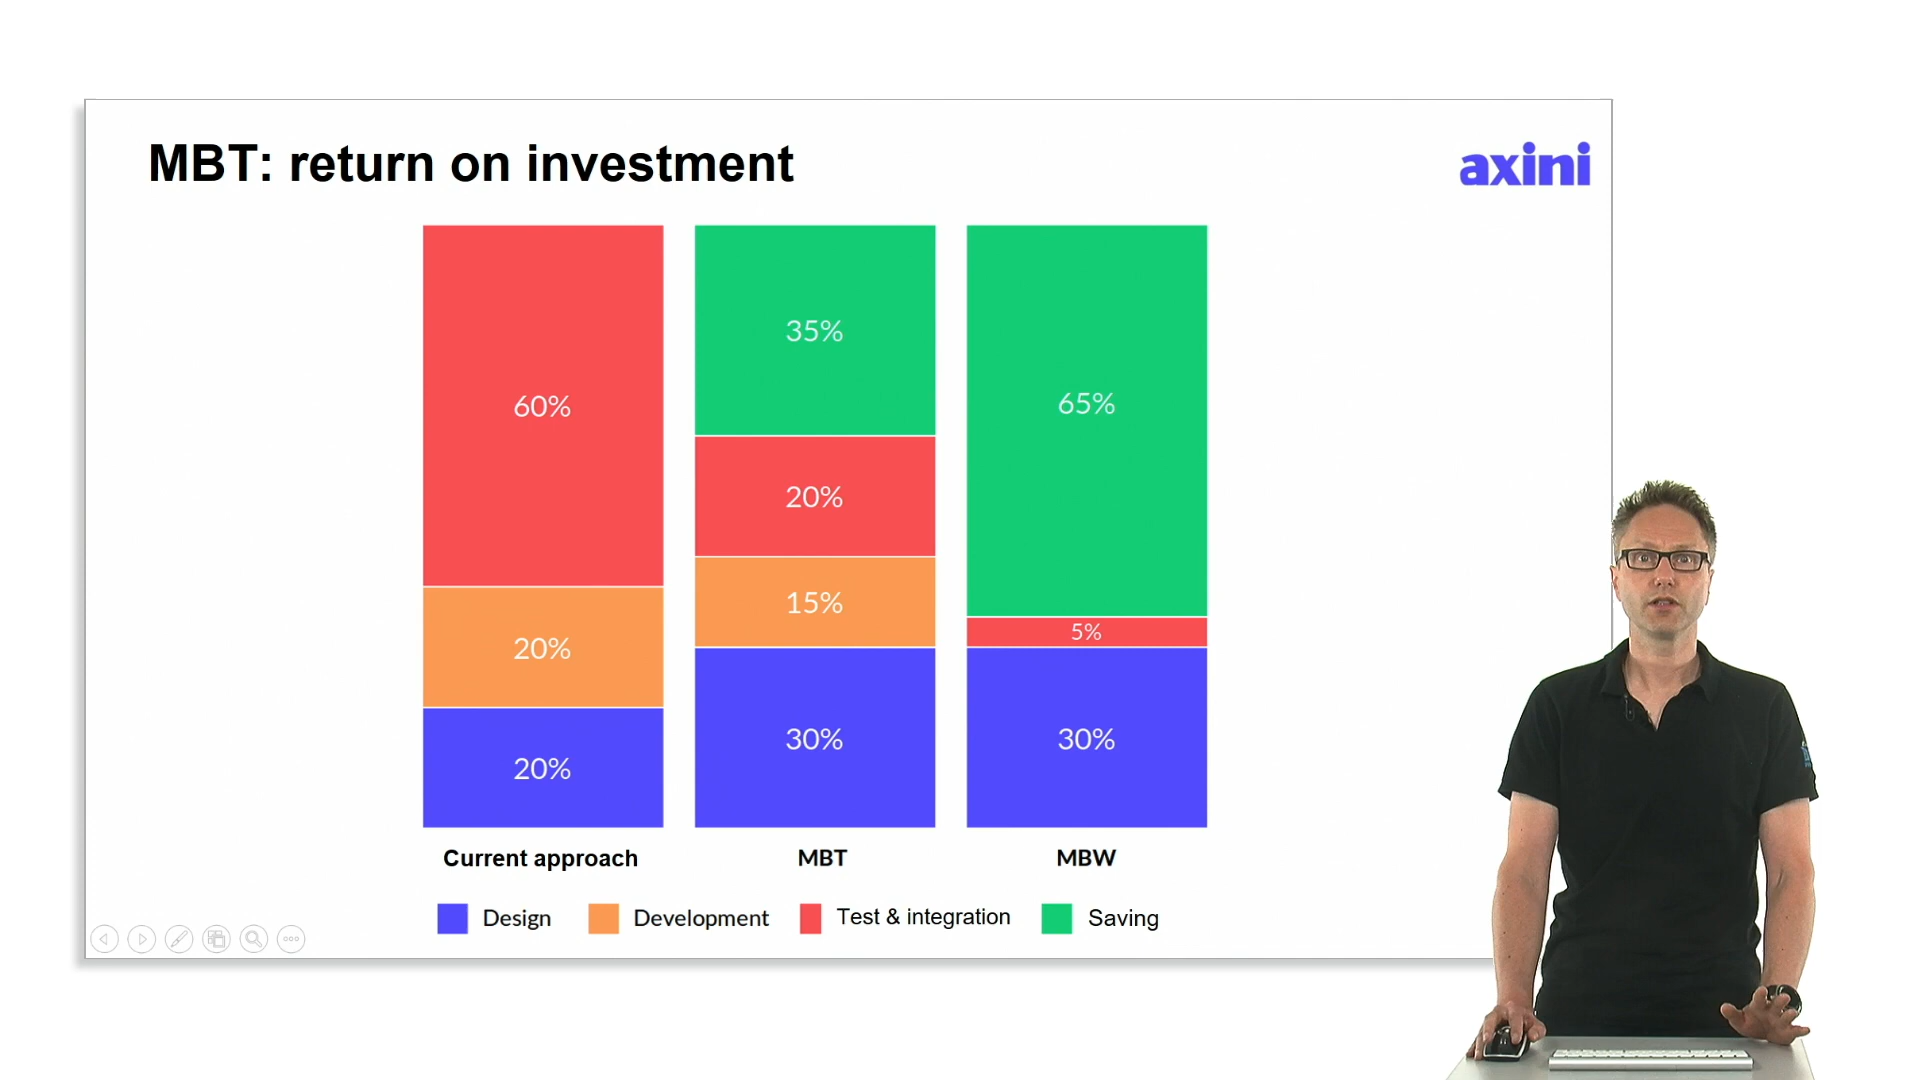 MBT: return on investment
axini
60%
20%
20%
35%
20%
15%
30%
65%
5%
30%
Current approach
MBT
MBW
Design
Development
Test & integration
Saving